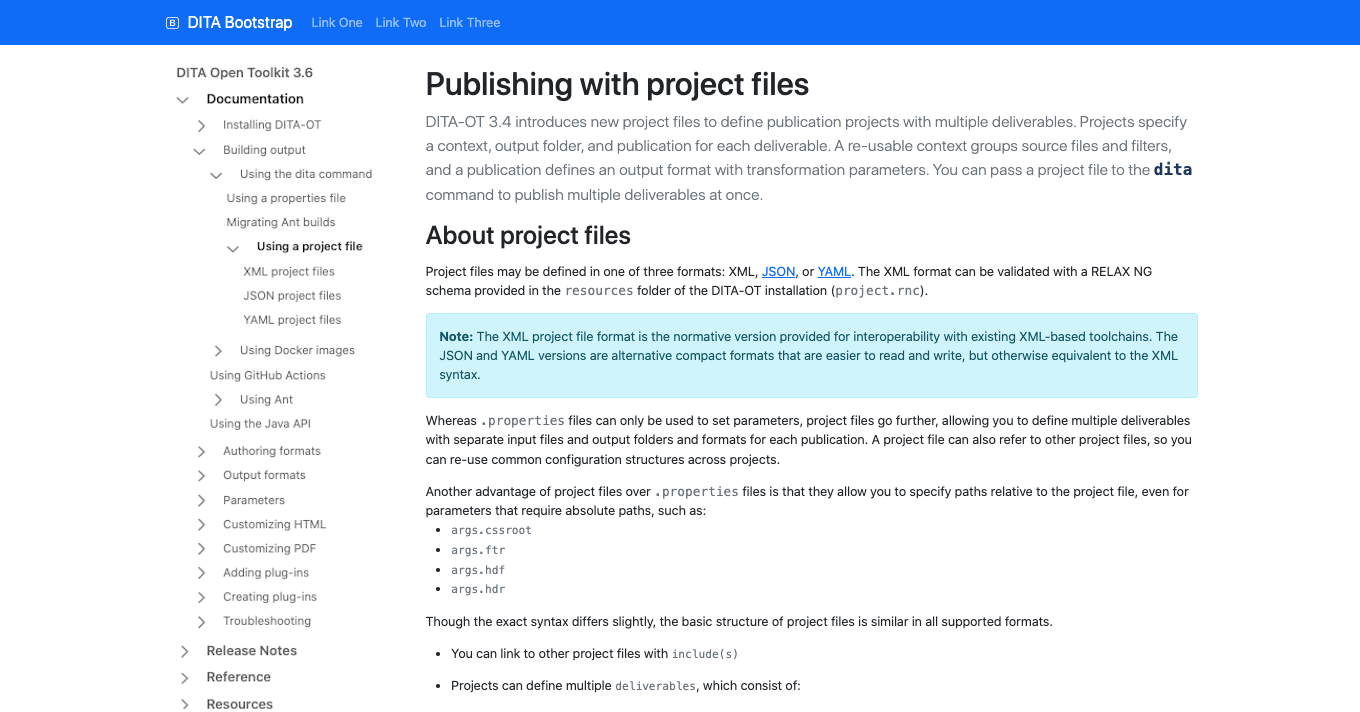 B DITA Bootstrap Link One Link Two Link Three
DITA Open Toolkit 3.6
Documentation
Installing DITA-OT
Building output
Using the dita command
Using a properties file
Migrating Ant builds
Using a project file
XML project files
JSON project files
YAML project files
Using Docker images
Using GitHub Actions
Using Ant
Using the Java API
Authoring formats
Output formats
Parameters
Customizing HTML
Customizing PDF
Adding plug-ins
Creating plug-ins
Troubleshooting
Release Notes
Reference
Resources
Publishing with project files
DITA-OT 3.4 introduces new project files to define publication projects with multiple deliverables. Projects specify
a context, output folder, and publication for each deliverable. A re-usable context groups source files and filters,
and a publication defines an output format with transformation parameters. You can pass a project file to the dita
command to publish multiple deliverables at once.
About project files
Project files may be defined in one of three formats: XML, JSON, or YAML. The XML format can be validated with a RELAX NG
schema provided in the resources folder of the DITA-OT installation (project.rnc).
Note: The XML project file format is the normative version provided for interoperability with existing XML-based toolchains. The
JSON and YAML versions are alternative compact formats that are easier to read and write, but otherwise equivalent to the XML
syntax.
Whereas .properties files can only be used to set parameters, project files go further, allowing you to define multiple deliverables
with separate input files and output folders and formats for each publication. A project file can also refer to other project files, so you
can re-use common configuration structures across projects.
Another advantage of project files over .properties files is that they allow you to specify paths relative to the project file, even for
parameters that require absolute paths, such as:
• args.cssroot
• args.ftr
• args.hdf
• args.hdr
Though the exact syntax differs slightly, the basic structure of project files is similar in all supported formats.
• You can link to other project files with include(s)
• Projects can define multiple deliverables, which consist of: